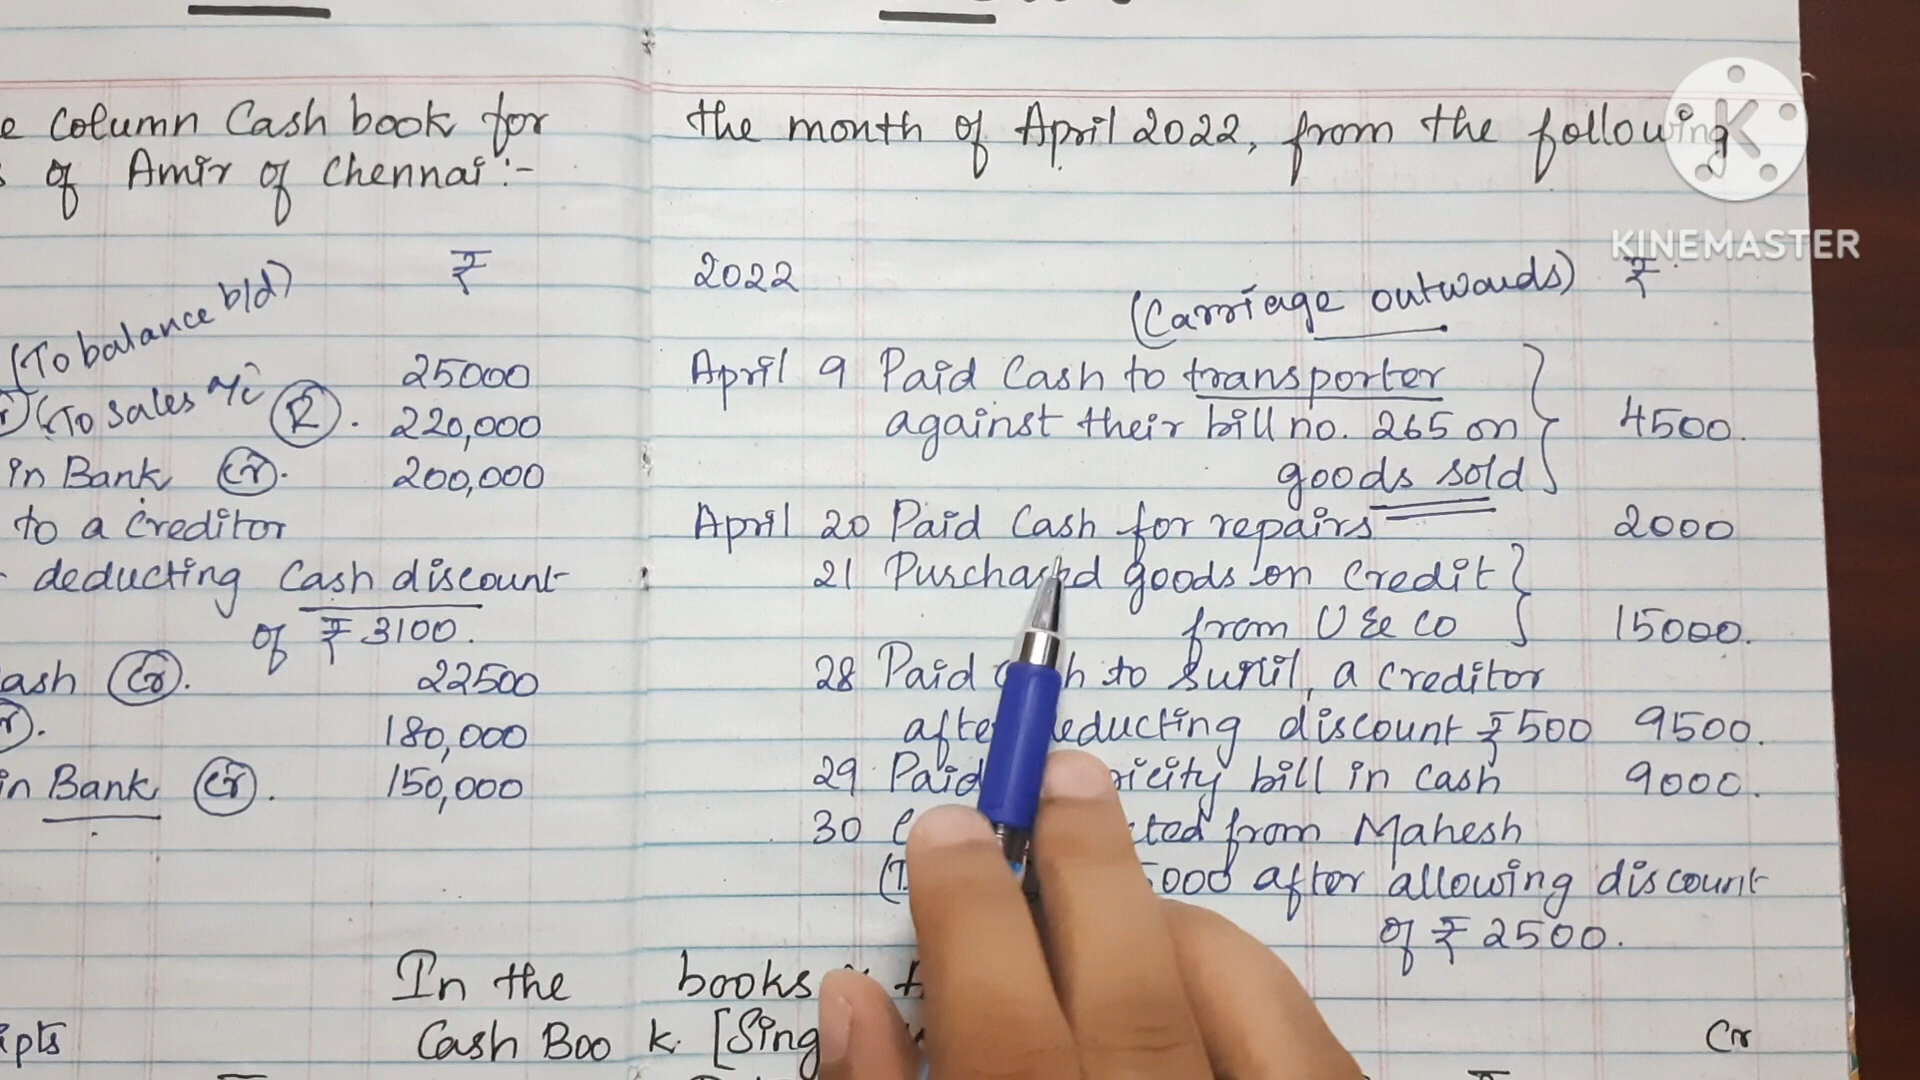 e column Cash book for the month of April 2022, from the following
s of Amir of Chennai :-
KINEMASTER
₹ 2022 (Carriage outwards) ₹
(To balance b/d) 25000
(To Sales a/c R. 220,000
in Bank Cr. 200,000
to a Creditor
deducting Cash discount
of ₹ 3100.
ash Cr. 22500
180,000
in Bank Cr. 150,000
April 9 Paid Cash to transporter
against their bill no. 265 on 4500.
goods sold
April 20 Paid Cash for repairs 2000
21 Purchased goods on Credit
from U & Co 15000.
28 Paid to Sunil, a Creditor
deducting discount ₹500 9500.
29 Paid bill in cash 9000.
30 from Mahesh
5000 after allowing discount
of ₹ 2500.
In the books
ipts Cash Book [Sing Cr